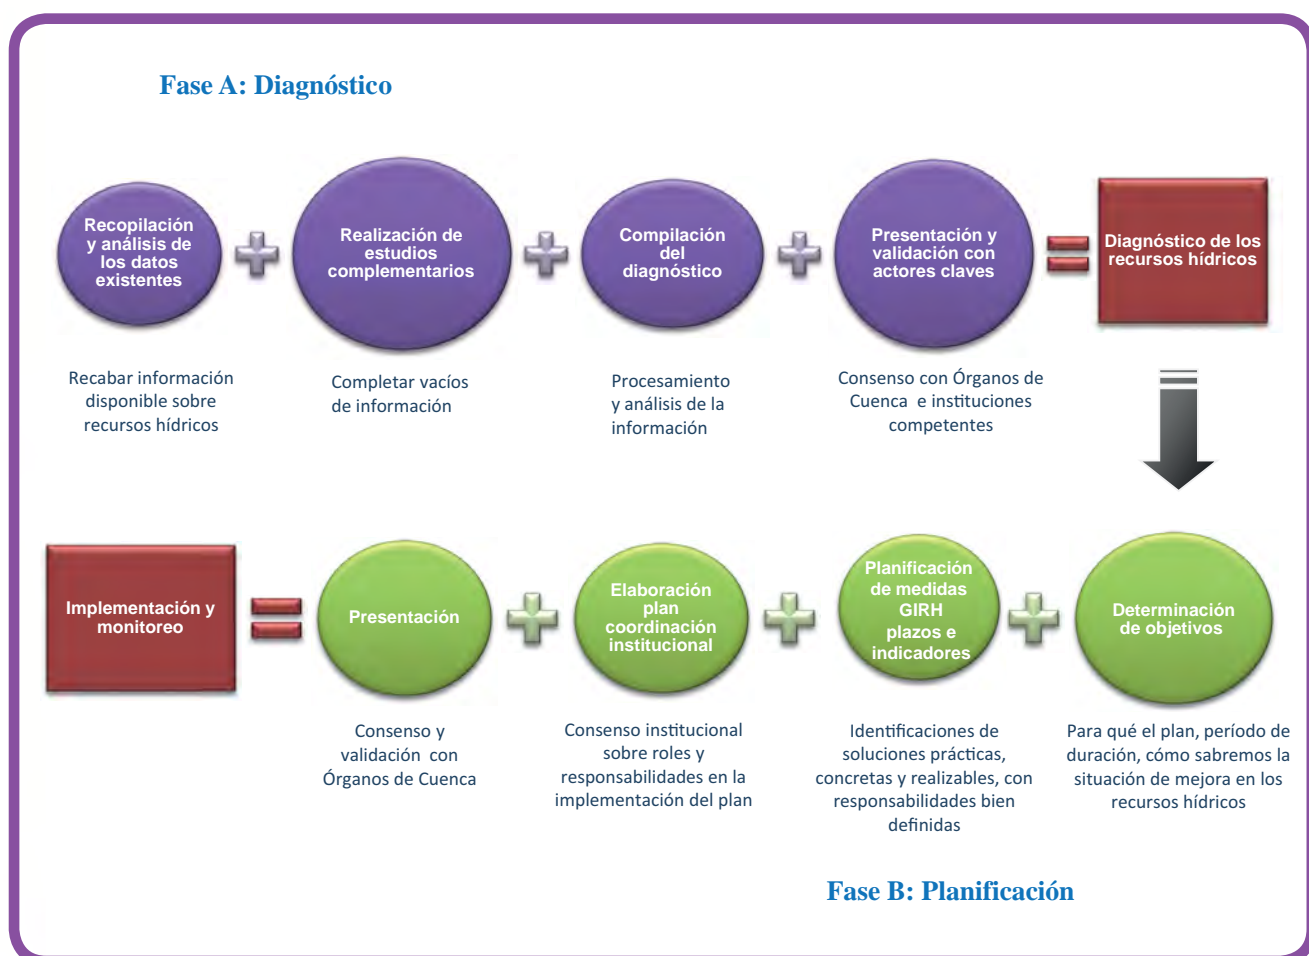 Fase A: Diagnóstico
Recopilación
y análisis de
los datos
existentes
Realización de
estudios
complementarios
Compilación
del
diagnóstico
Presentación y
validación con
actores claves
Diagnóstico de los
recursos hídricos
Recabar información
disponible sobre
recursos hídricos
Completar vacíos
de información
Procesamiento
y análisis de la
información
Consenso con Órganos de
Cuenca e instituciones
competentes
Implementación y
monitoreo
Presentación
Elaboración
plan
coordinación
institucional
Planificación
de medidas
GIRH
plazos e
indicadores
Determinación
de objetivos
Consenso y
validación con
Órganos de Cuenca
Consenso institucional
sobre roles y
responsabilidades en la
implementación del plan
Identificaciones de
soluciones prácticas,
concretas y realizables, con
responsabilidades bien
definidas
Para qué el plan, período de
duración, cómo sabremos la
situación de mejora en los
recursos hídricos
Fase B: Planificación